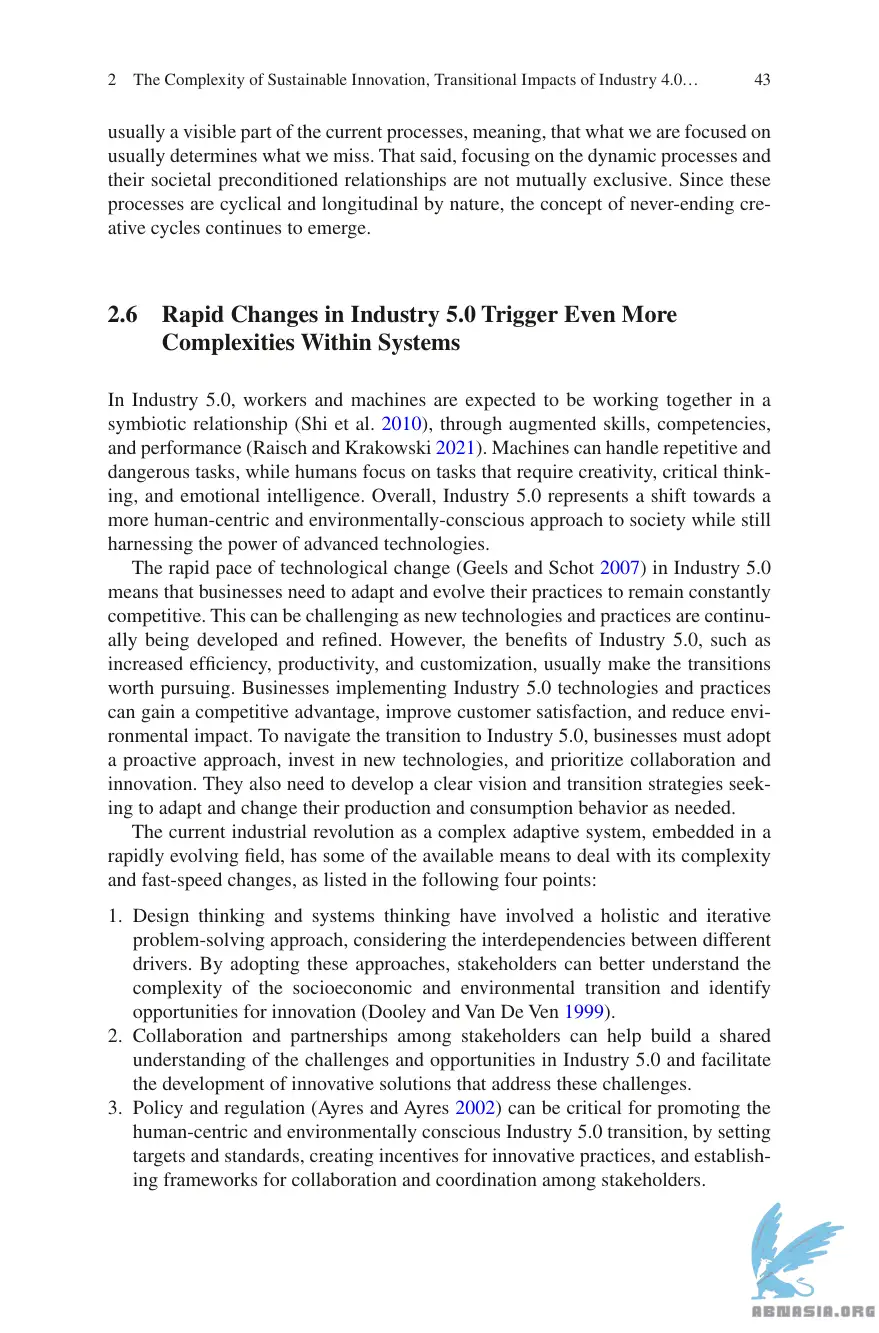 2 The Complexity of Sustainable Innovation, Transitional Impacts of Industry 4.0… 43
usually a visible part of the current processes, meaning, that what we are focused on
usually determines what we miss. That said, focusing on the dynamic processes and
their societal preconditioned relationships are not mutually exclusive. Since these
processes are cyclical and longitudinal by nature, the concept of never-ending cre-
ative cycles continues to emerge.
2.6 Rapid Changes in Industry 5.0 Trigger Even More
Complexities Within Systems
In Industry 5.0, workers and machines are expected to be working together in a
symbiotic relationship (Shi et al. 2010), through augmented skills, competencies,
and performance (Raisch and Krakowski 2021). Machines can handle repetitive and
dangerous tasks, while humans focus on tasks that require creativity, critical think-
ing, and emotional intelligence. Overall, Industry 5.0 represents a shift towards a
more human-centric and environmentally-conscious approach to society while still
harnessing the power of advanced technologies.
The rapid pace of technological change (Geels and Schot 2007) in Industry 5.0
means that businesses need to adapt and evolve their practices to remain constantly
competitive. This can be challenging as new technologies and practices are continu-
ally being developed and refined. However, the benefits of Industry 5.0, such as
increased efficiency, productivity, and customization, usually make the transitions
worth pursuing. Businesses implementing Industry 5.0 technologies and practices
can gain a competitive advantage, improve customer satisfaction, and reduce envi-
ronmental impact. To navigate the transition to Industry 5.0, businesses must adopt
a proactive approach, invest in new technologies, and prioritize collaboration and
innovation. They also need to develop a clear vision and transition strategies seek-
ing to adapt and change their production and consumption behavior as needed.
The current industrial revolution as a complex adaptive system, embedded in a
rapidly evolving field, has some of the available means to deal with its complexity
and fast-speed changes, as listed in the following four points:
1. Design thinking and systems thinking have involved a holistic and iterative
problem-solving approach, considering the interdependencies between different
drivers. By adopting these approaches, stakeholders can better understand the
complexity of the socioeconomic and environmental transition and identify
opportunities for innovation (Dooley and Van De Ven 1999).
2. Collaboration and partnerships among stakeholders can help build a shared
understanding of the challenges and opportunities in Industry 5.0 and facilitate
the development of innovative solutions that address these challenges.
3. Policy and regulation (Ayres and Ayres 2002) can be critical for promoting the
human-centric and environmentally conscious Industry 5.0 transition, by setting
targets and standards, creating incentives for innovative practices, and establish-
ing frameworks for collaboration and coordination among stakeholders.
ABNASIA.ORG